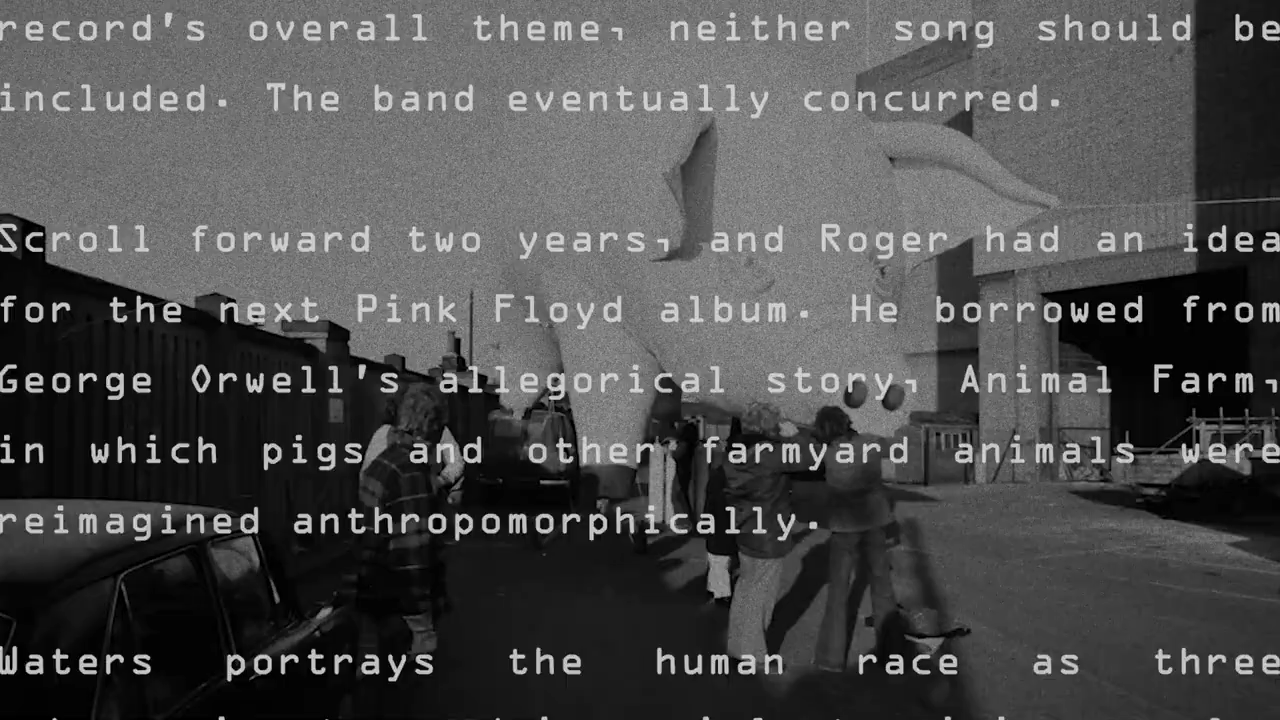 record's overall theme, neither song should be
included. The band eventually concurred.
Scroll forward two years, and Roger had an idea
for the next Pink Floyd album. He borrowed from
George Orwell's allegorical story, Animal Farm,
in which pigs and other farmyard animals were
reimagined anthropomorphically.
Waters portrays the human race as three